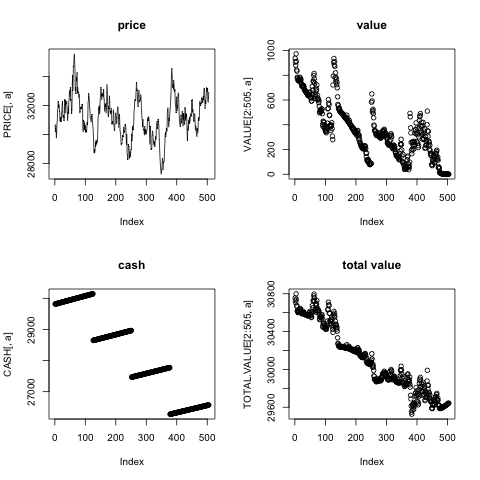 price
PRICE[, a]
28000 32000
0 100 200 300 400 500
Index
value
VALUE[2:505, a]
0 200 600 1000
0 100 200 300 400 500
Index
cash
CASH[, a]
27000 29000
0 100 200 300 400 500
Index
total value
TOTAL.VALUE[2:505, a]
29600 30000 30400 30800
0 100 200 300 400 500
Index